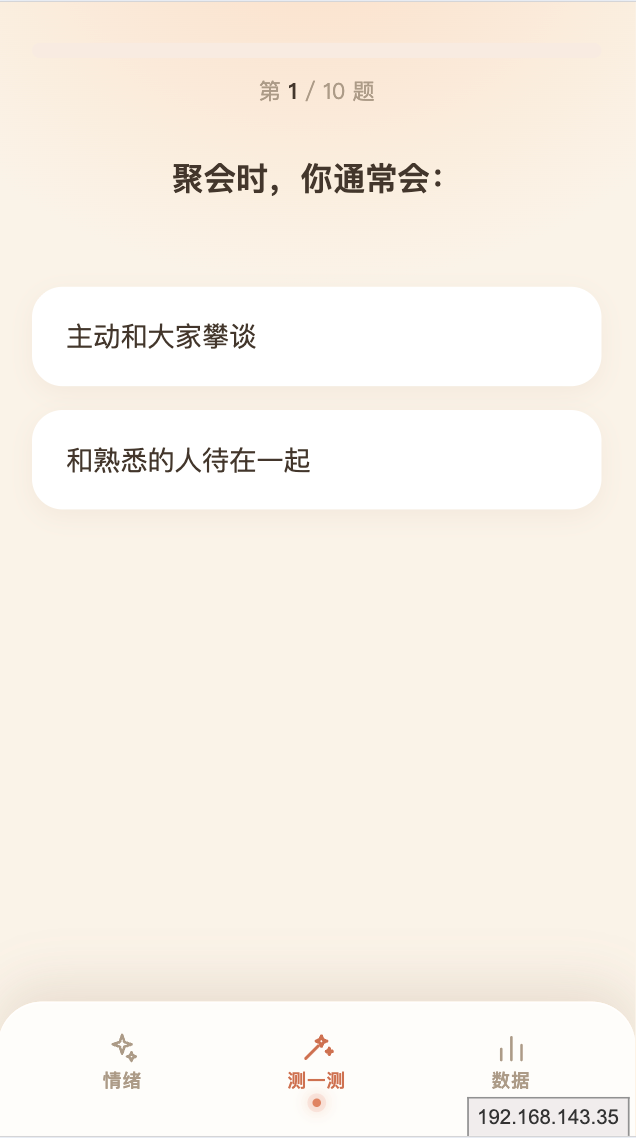 第 1 / 10 题
聚会时，你通常会：
主动和大家攀谈
和熟悉的人待在一起
情绪
测一测
数据
192.168.143.35